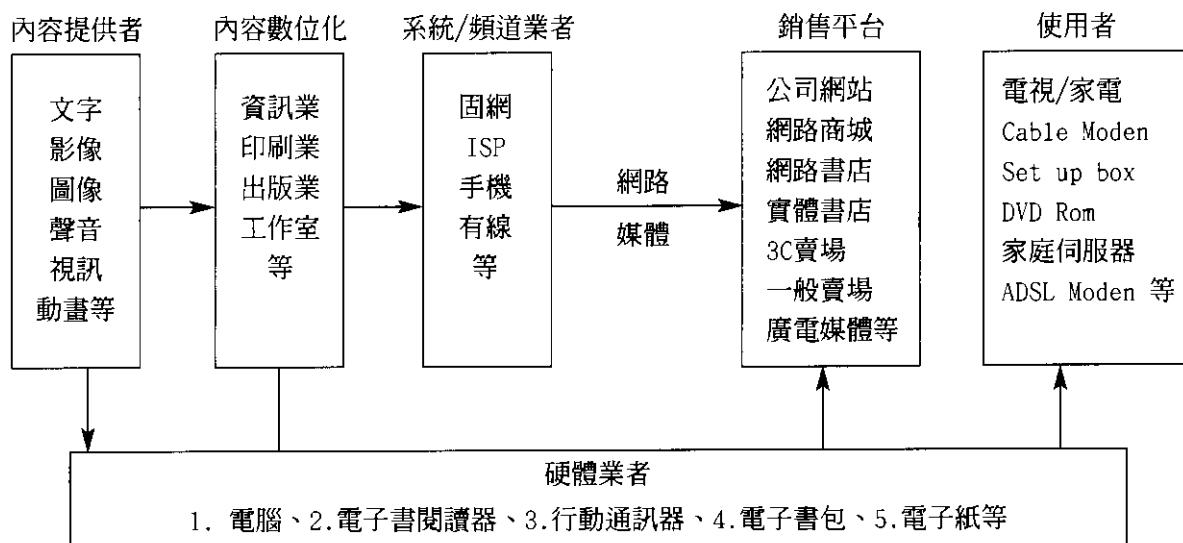 內容提供者
文字
影像
圖像
聲音
視訊
動畫等
內容數位化
資訊業
印刷業
出版業
工作室
等
系統/頻道業者
固網
ISP
手機
有線
等
網路
媒體
銷售平台
公司網站
網路商城
網路書店
實體書店
3C賣場
一般賣場
廣電媒體等
使用者
電視/家電
Cable Moden
Set up box
DVD Rom
家庭伺服器
ADSL Moden 等
硬體業者
1. 電腦、2.電子書閱讀器、3.行動通訊器、4.電子書包、5.電子紙等